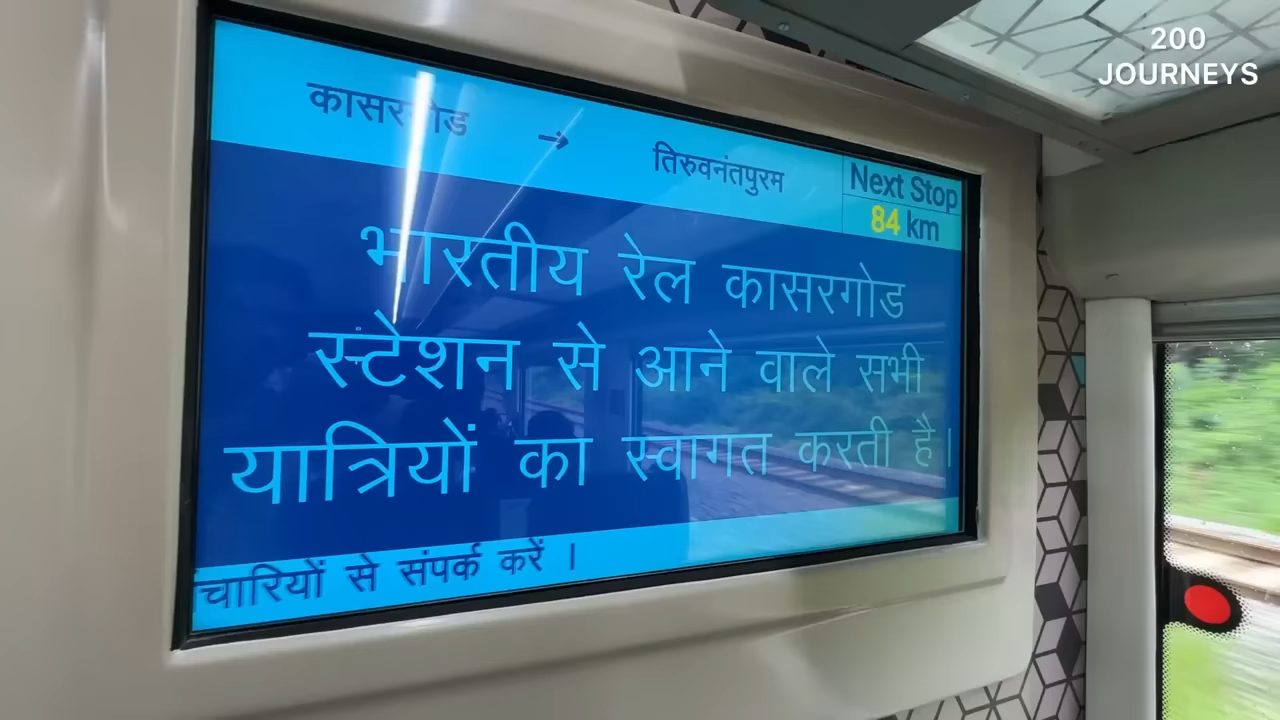 200
JOURNEYS
कासरगोड → तिरुवनंतपुरम
Next Stop
84 km
भारतीय रेल कासरगोड
स्टेशन से आने वाले सभी
यात्रियों का स्वागत करती है ।
चारियों से संपर्क करें ।